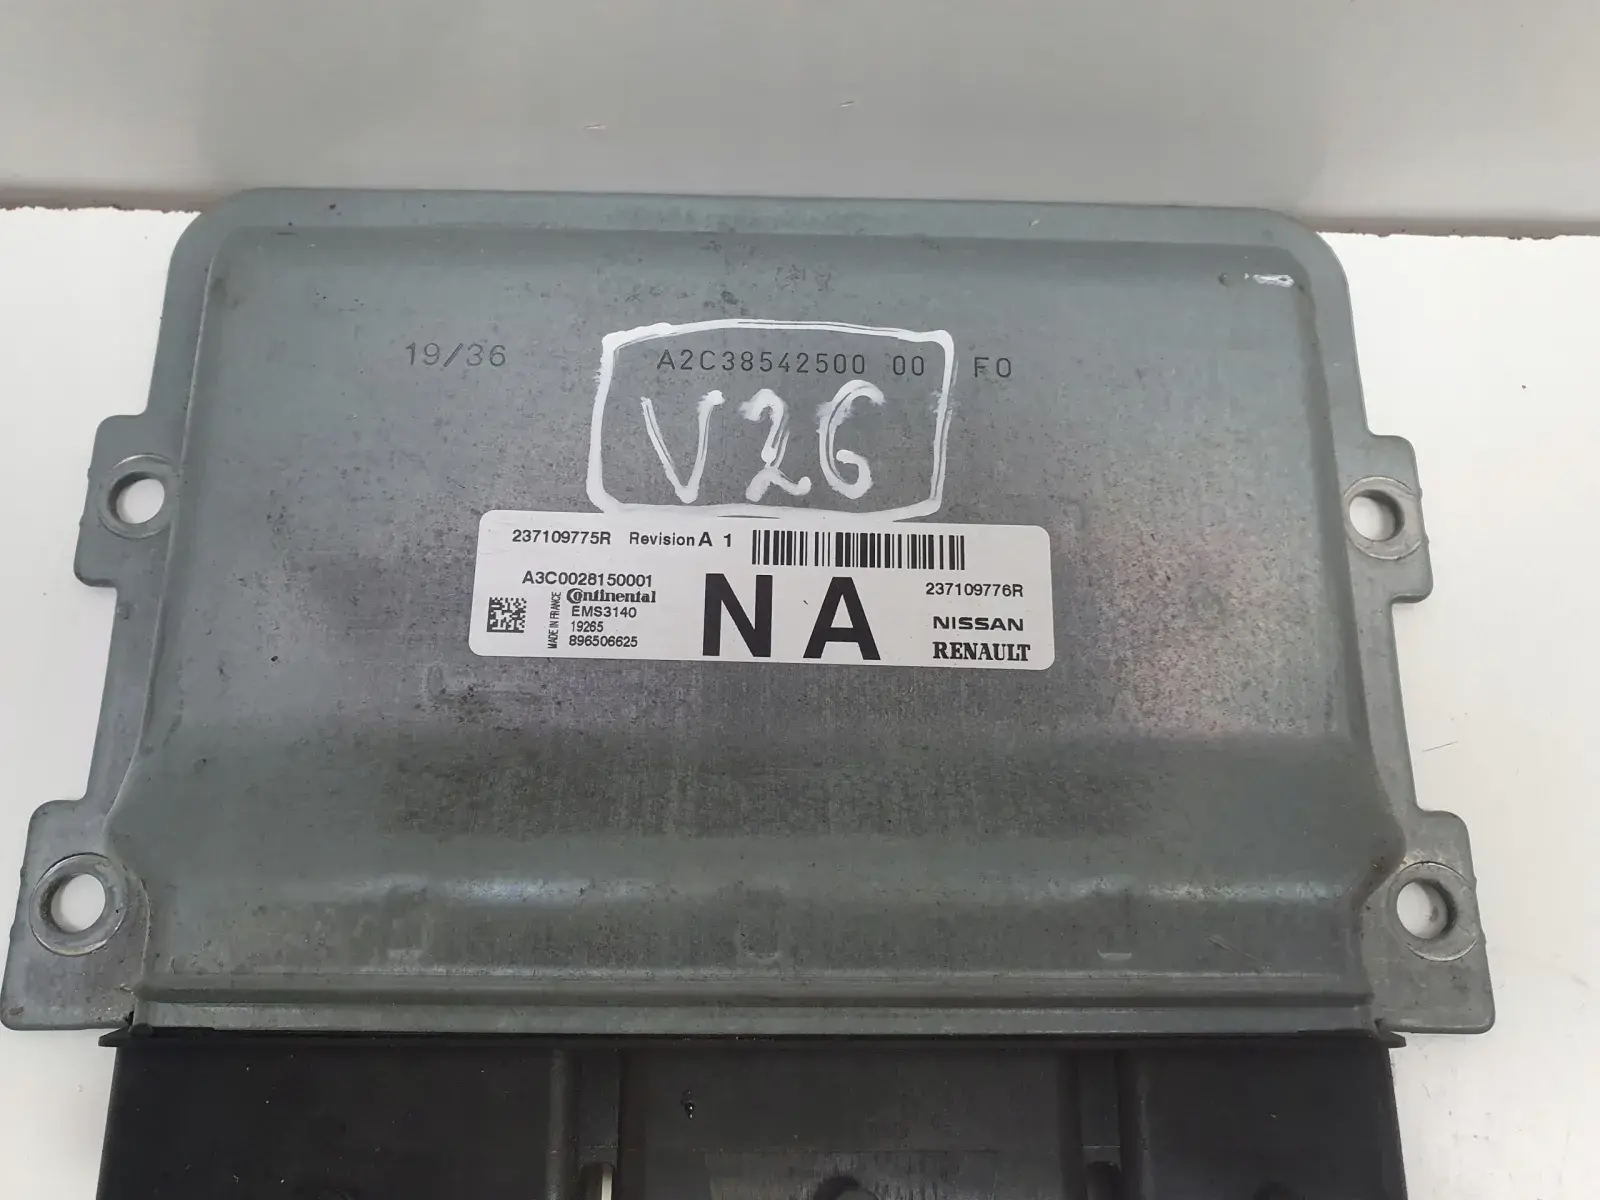 19/36 A2C38542500 00 F0
V26
237109775R Revision A 1
A3C0028150001
Continental
EMS3140
19265
896506625
MADE IN FRANCE
NA
237109776R
NISSAN
RENAULT